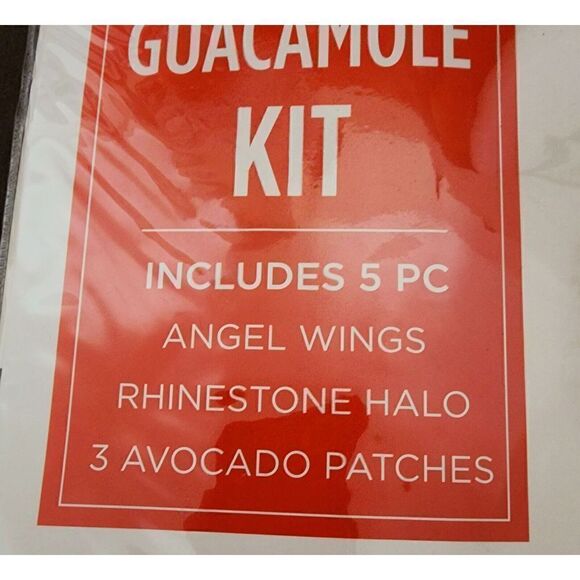 GUACAMOLE
KIT
INCLUDES 5 PC
ANGEL WINGS
RHINESTONE HALO
3 AVOCADO PATCHES